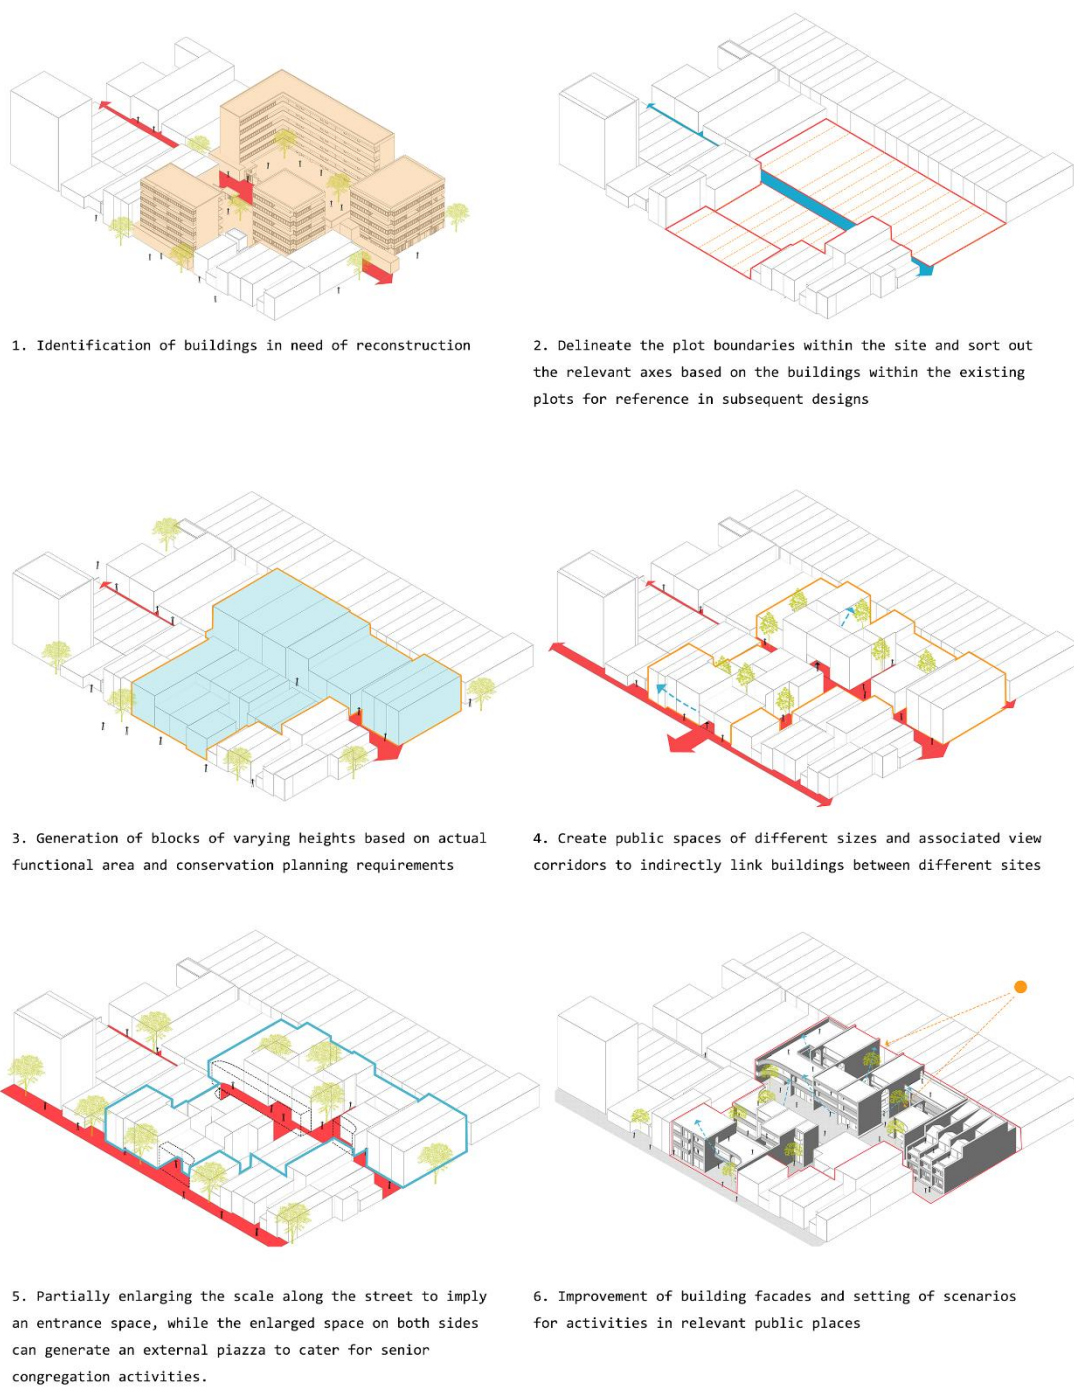 1. Identification of buildings in need of reconstruction
2. Delineate the plot boundaries within the site and sort out
the relevant axes based on the buildings within the existing
plots for reference in subsequent designs
3. Generation of blocks of varying heights based on actual
functional area and conservation planning requirements
4. Create public spaces of different sizes and associated view
corridors to indirectly link buildings between different sites
5. Partially enlarging the scale along the street to imply
an entrance space, while the enlarged space on both sides
can generate an external piazza to cater for senior
congregation activities.
6. Improvement of building facades and setting of scenarios
for activities in relevant public places